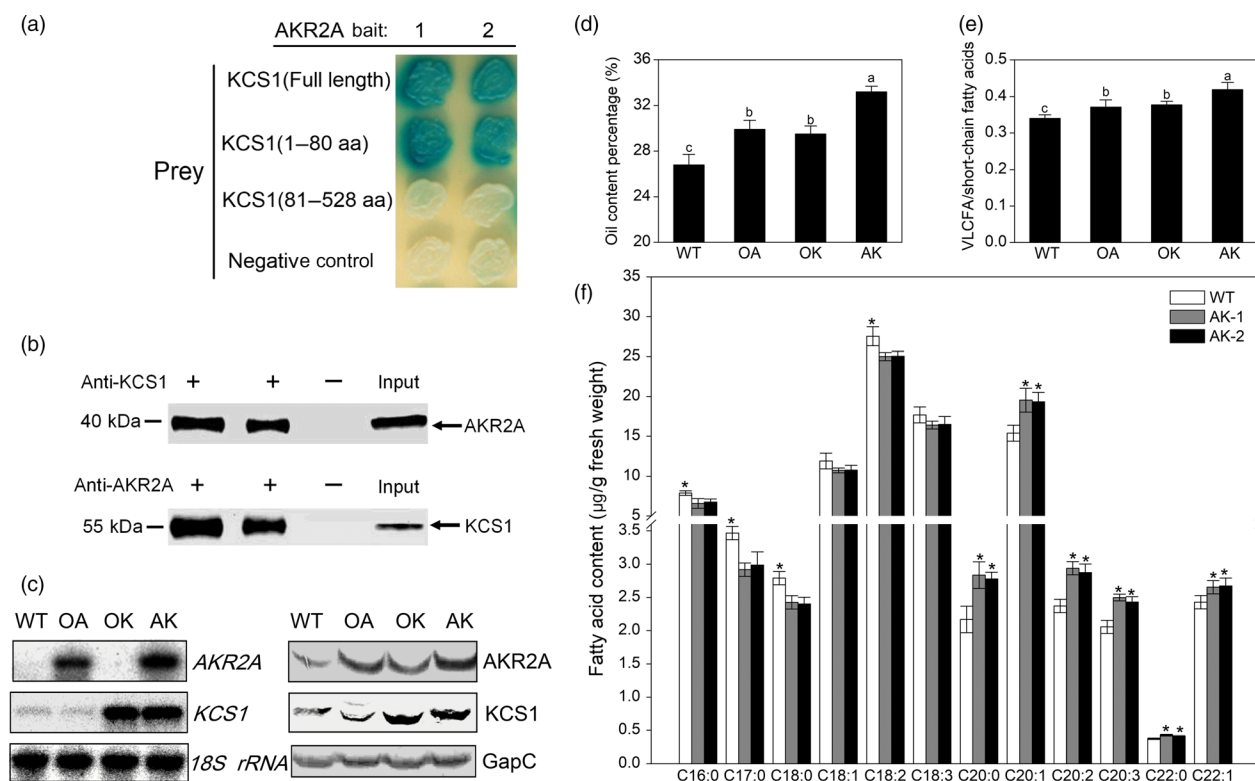 (a)
AKR2A bait: 1 2
Prey
KCS1(Full length)
KCS1(1–80 aa)
KCS1(81–528 aa)
Negative control
(b)
Anti-KCS1 + + − Input
40 kDa
AKR2A
Anti-AKR2A + + − Input
55 kDa
KCS1
(c)
WT OA OK AK
AKR2A
KCS1
18S rRNA
WT OA OK AK
AKR2A
KCS1
GapC
(d)
Oil content percentage (%)
36
32
28
24
20
c b b a
WT OA OK AK
(e)
VLCFA/short-chain fatty acids
0.5
0.4
0.3
0.2
0.1
0.0
c b b a
WT OA OK AK
(f)
Fatty acid content (µg/g fresh weight)
35
30
25
20
15
10
5
3.5
3.0
2.5
2.0
1.5
1.0
0.5
0.0
WT
AK-1
AK-2
* * * * * * * * * * * * * * * *
C16:0 C17:0 C18:0 C18:1 C18:2 C18:3 C20:0 C20:1 C20:2 C20:3 C22:0 C22:1